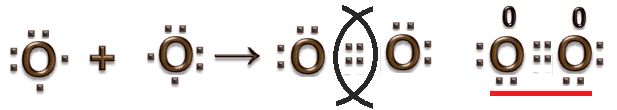 O + O → O O O O
0 0